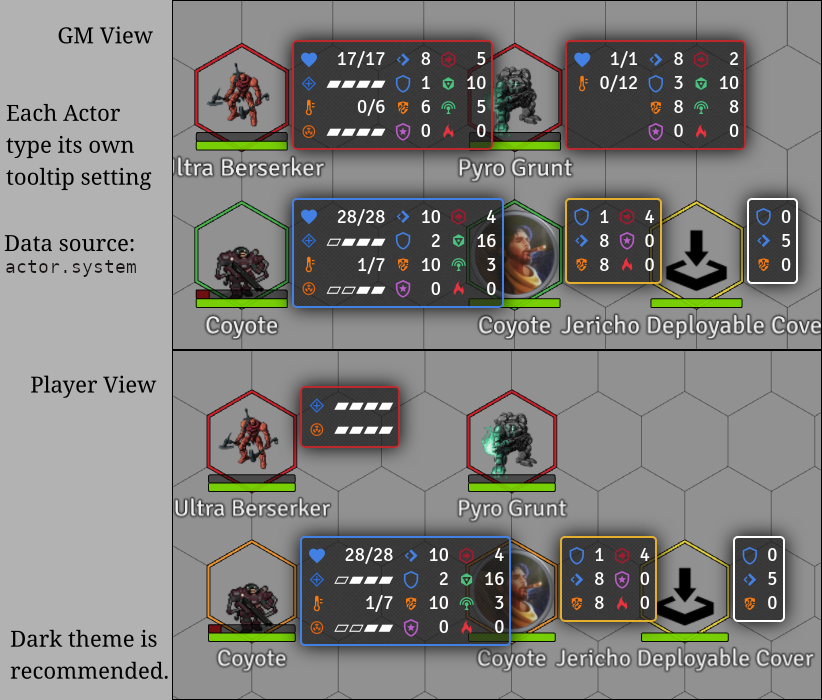 GM View
Each Actor
type its own
tooltip setting
Data source:
actor.system
17/17 8 5
1 10
0/6 6 5
0 0
1/1 8 2
0/12 3 10
8 8
0 0
Ultra Berserker
Pyro Grunt
28/28 10 4
2 16
1/7 10 3
0 0
1 4
8 0
8 0
0
5
0
Coyote
Coyote Jericho Deployable Cove
Player View
Ultra Berserker
Pyro Grunt
28/28 10 4
2 16
1/7 10 3
0 0
1 4
8 0
8 0
0
5
0
Coyote
Coyote Jericho Deployable Cover
Dark theme is
recommended.